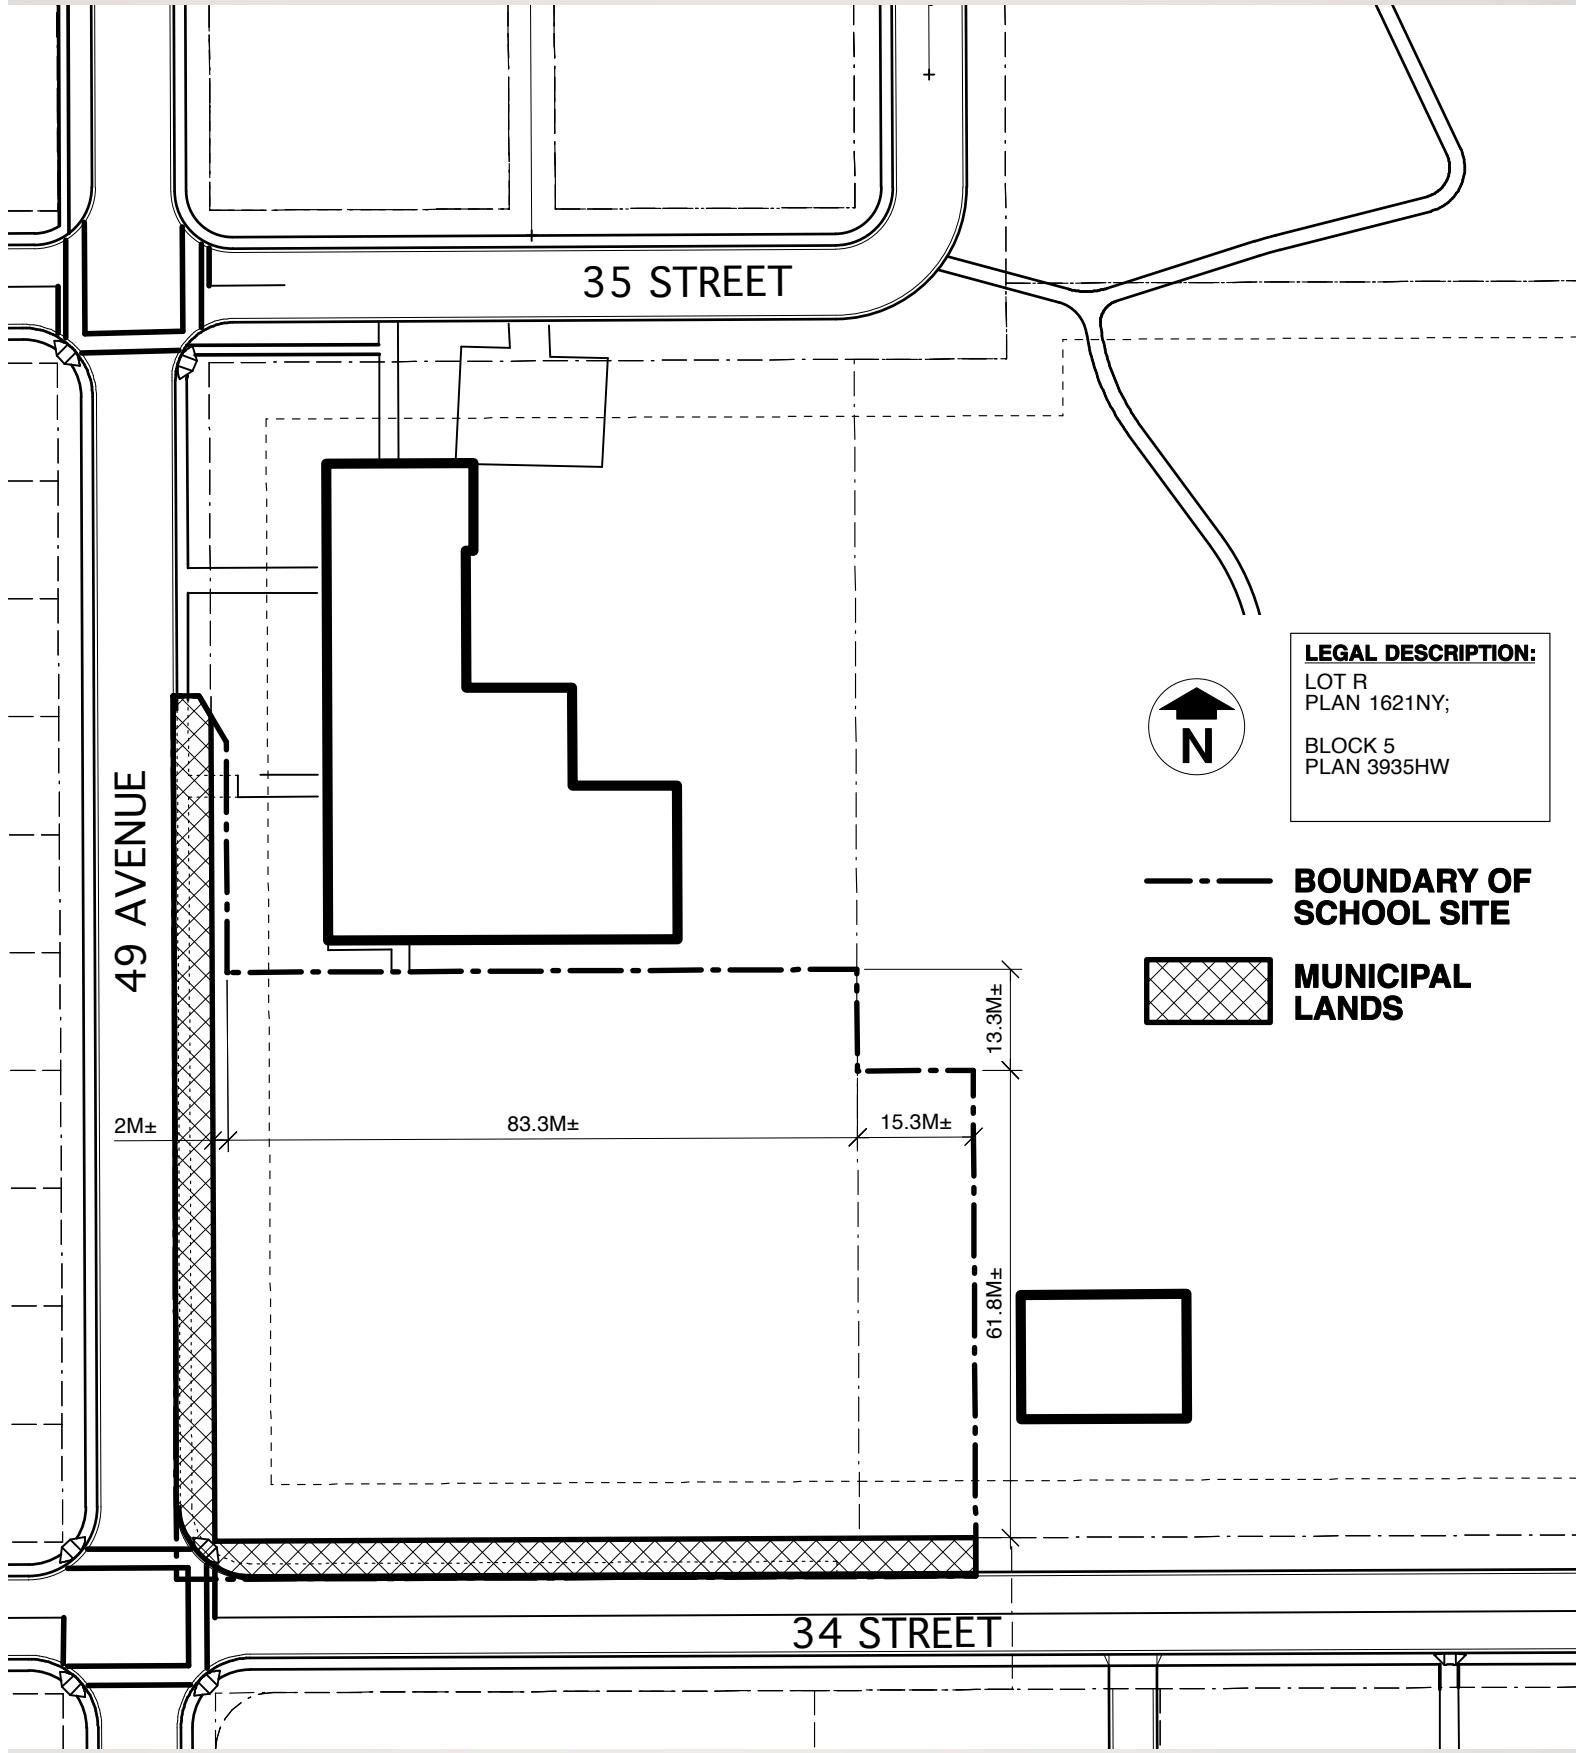 35 STREET
LEGAL DESCRIPTION:
LOT R
PLAN 1621NY;
BLOCK 5
PLAN 3935HW
N
49 AVENUE
BOUNDARY OF
SCHOOL SITE
MUNICIPAL
LANDS
13.3M±
2M±
83.3M±
15.3M±
61.8M±
34 STREET